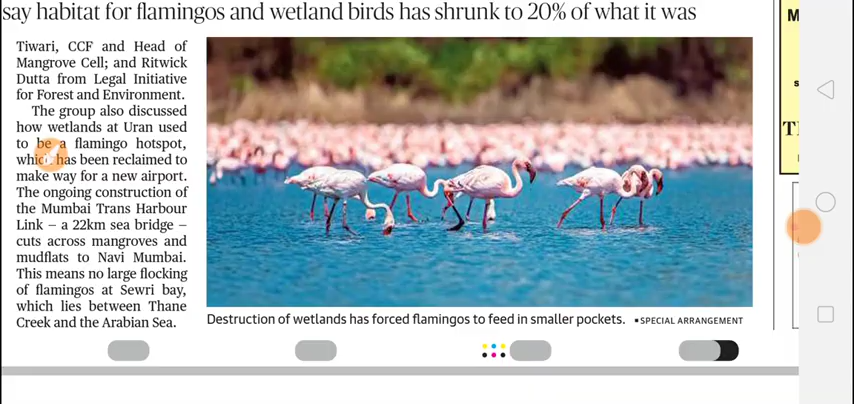 say habitat for flamingos and wetland birds has shrunk to 20% of what it was
Tiwari, CCF and Head of
Mangrove Cell; and Ritwick
Dutta from Legal Initiative
for Forest and Environment.
The group also discussed
how wetlands at Uran used
to be a flamingo hotspot,
which has been reclaimed to
make way for a new airport.
The ongoing construction of
the Mumbai Trans Harbour
Link – a 22km sea bridge –
cuts across mangroves and
mudflats to Navi Mumbai.
This means no large flocking
of flamingos at Sewri bay,
which lies between Thane
Creek and the Arabian Sea.
Destruction of wetlands has forced flamingos to feed in smaller pockets. ▪ SPECIAL ARRANGEMENT